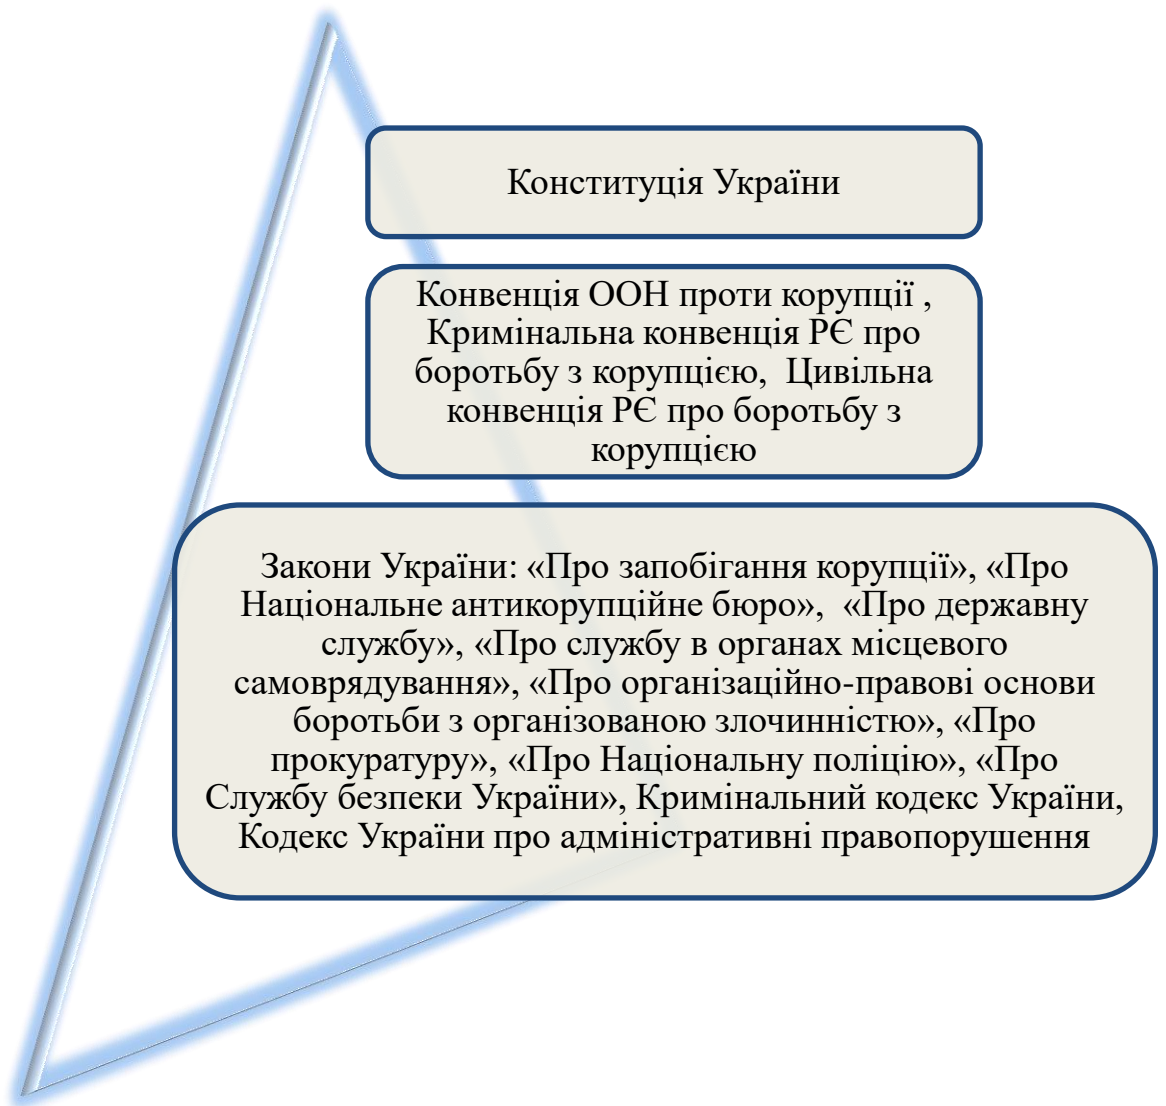 Конституція України
Конвенція ООН проти корупції ,
Кримінальна конвенція РЄ про
боротьбу з корупцією,  Цивільна
конвенція РЄ про боротьбу з
корупцією
Закони України: «Про запобігання корупції», «Про
Національне антикорупційне бюро»,  «Про державну
службу», «Про службу в органах місцевого
самоврядування», «Про організаційно-правові основи
боротьби з організованою злочинністю», «Про
прокуратуру», «Про Національну поліцію», «Про
Службу безпеки України», Кримінальний кодекс України,
Кодекс України про адміністративні правопорушення